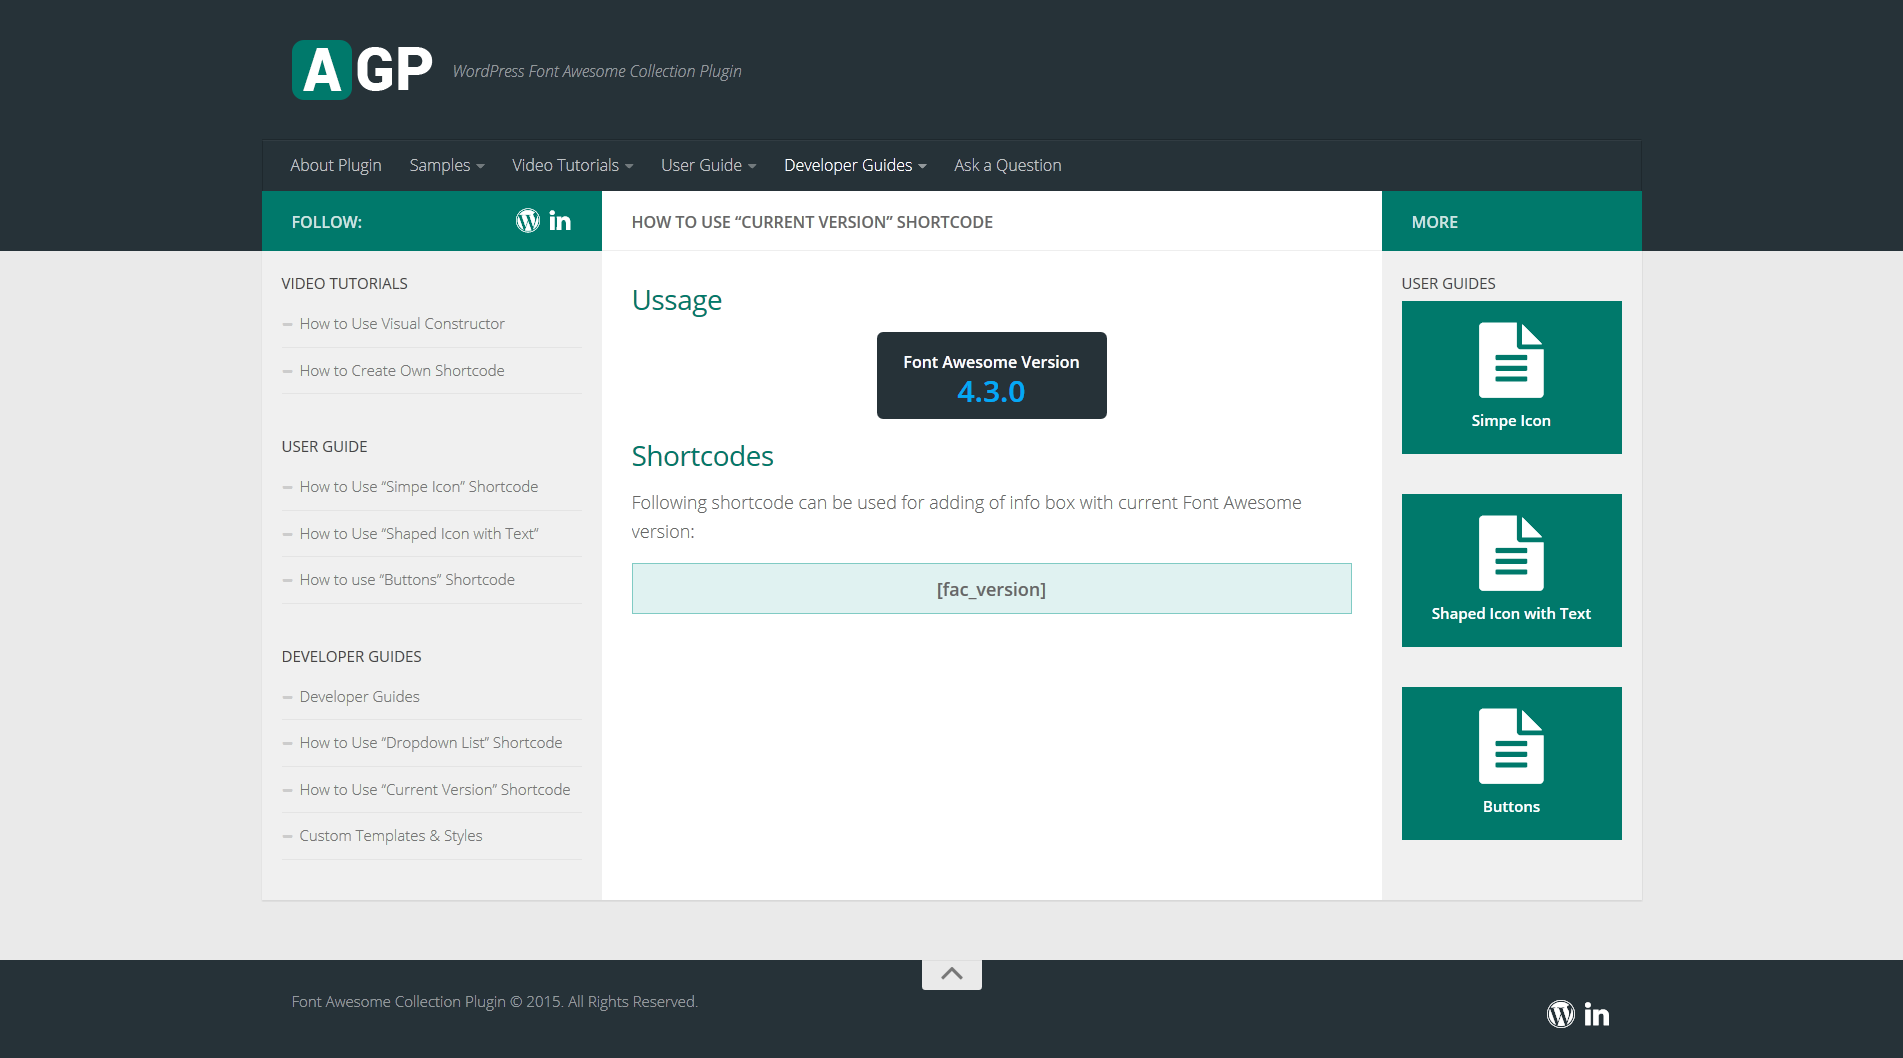 AGP
WordPress Font Awesome Collection Plugin
About Plugin Samples Video Tutorials User Guide Developer Guides Ask a Question
FOLLOW:
VIDEO TUTORIALS
How to Use Visual Constructor
How to Create Own Shortcode
USER GUIDE
How to Use “Simpe Icon” Shortcode
How to Use “Shaped Icon with Text”
How to use “Buttons” Shortcode
DEVELOPER GUIDES
Developer Guides
How to Use “Dropdown List” Shortcode
How to Use “Current Version” Shortcode
Custom Templates & Styles
HOW TO USE “CURRENT VERSION” SHORTCODE
Ussage
Font Awesome Version
4.3.0
Shortcodes
Following shortcode can be used for adding of info box with current Font Awesome
version:
[fac_version]
MORE
USER GUIDES
Simpe Icon
Shaped Icon with Text
Buttons
Font Awesome Collection Plugin © 2015. All Rights Reserved.